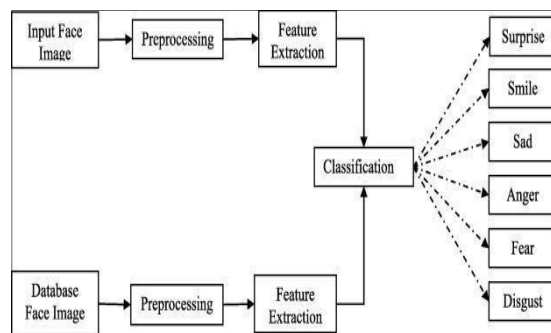 Input Face
Image
Preprocessing
Feature
Extraction
Surprise
Smile
Sad
Classification
Anger
Fear
Disgust
Database
Face Image
Preprocessing
Feature
Extraction